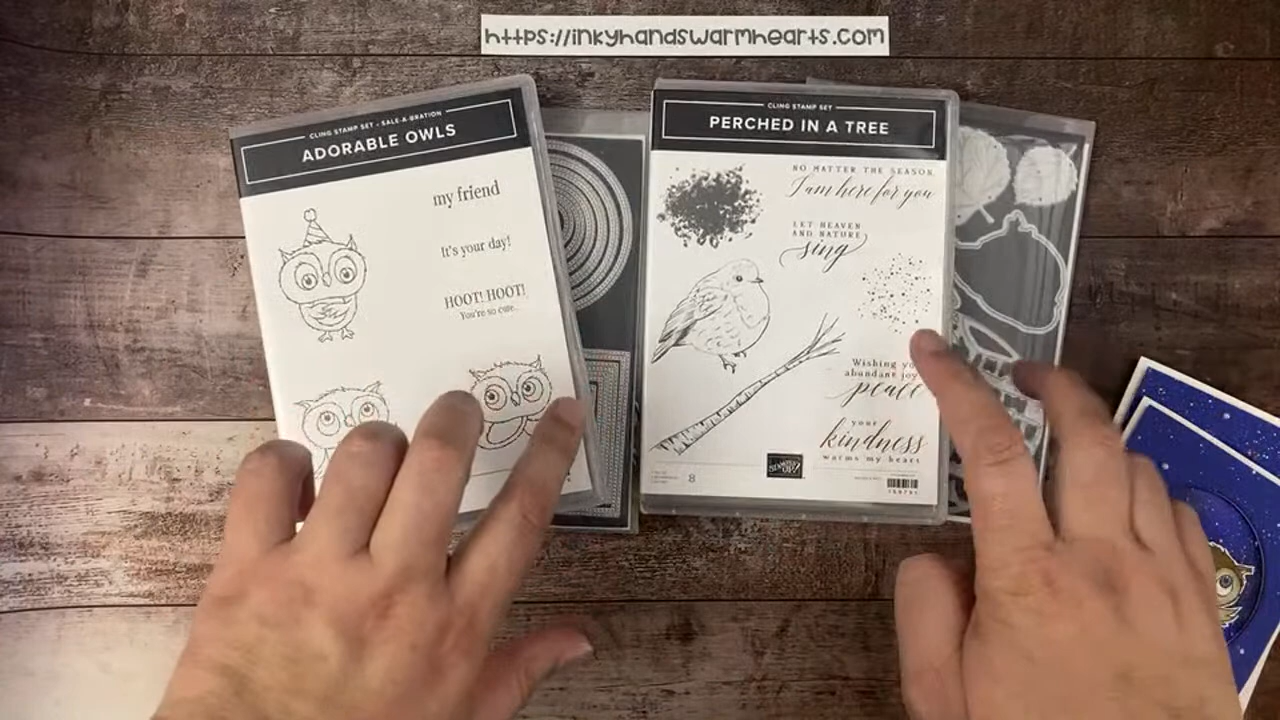 https://inkyhandswarmhearts.com
CLING STAMP SET • SALE-A-BRATION
ADORABLE OWLS
my friend
It's your day!
HOOT! HOOT!
You're so cute...
CLING STAMP SET
PERCHED IN A TREE
NO MATTER THE SEASON,
I am here for you
LET HEAVEN
AND NATURE
sing
Wishing
abundant joy
peace
your
kindness
warms my heart
STAMPIN' UP!
8